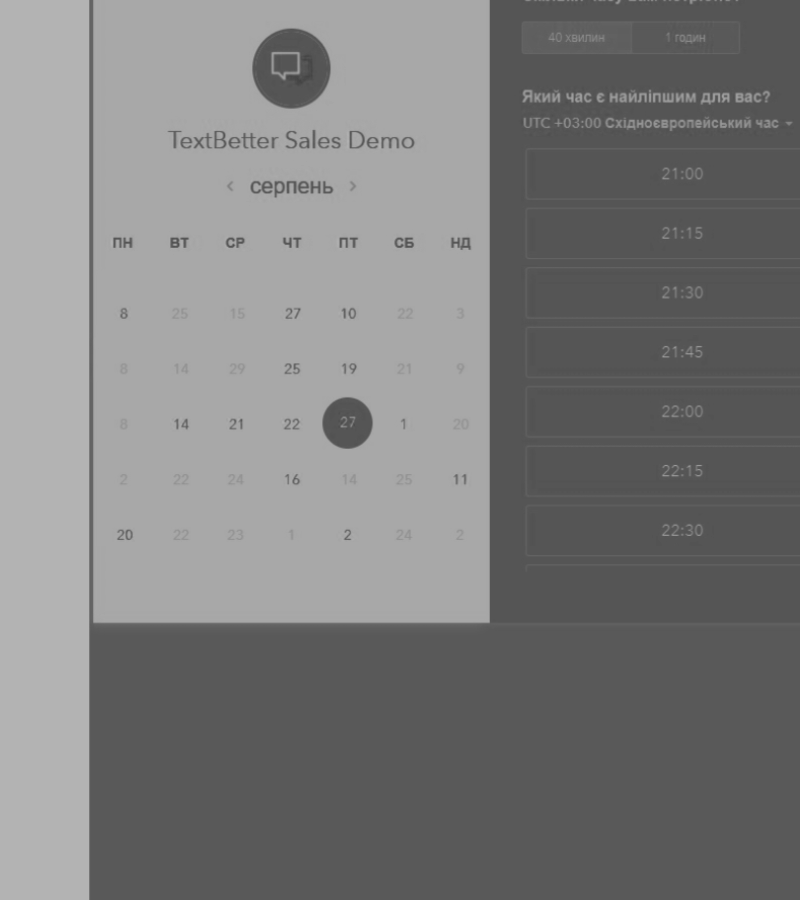 TextBetter Sales Demo
серпень
ПН ВТ СР ЧТ ПТ СБ НД
8 25 15 27 10 22 3
8 14 29 25 19 21 9
8 14 21 22 27 1 20
2 22 24 16 14 25 11
20 22 23 1 2 24 2
40 хвилин 1 годин
Який час є найліпшим для вас?
UTC +03:00 Східноєвропейський час
21:00
21:15
21:30
21:45
22:00
22:15
22:30